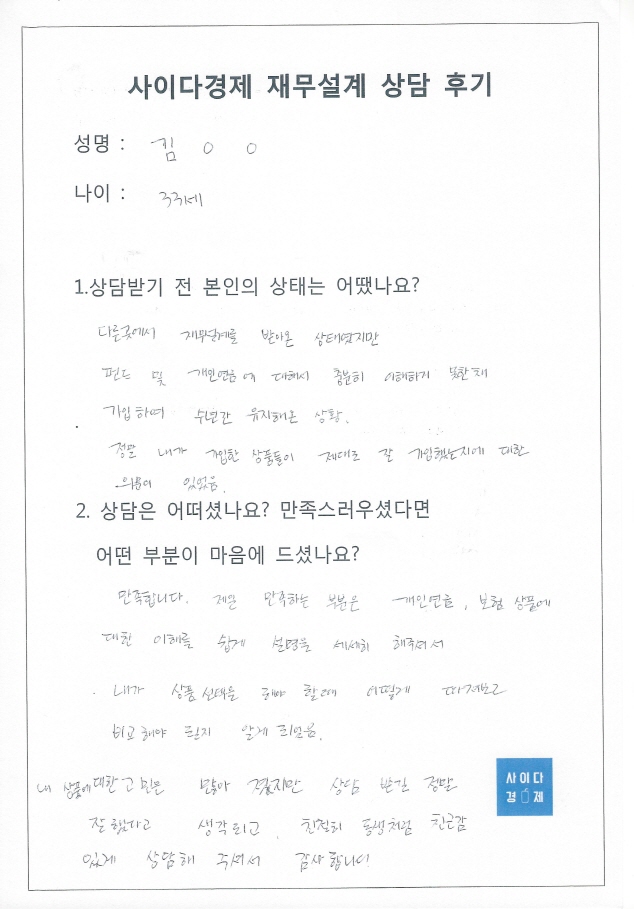 사이다경제 재무설계 상담 후기
성명 : 김 ○ ○
나이 : 33세
1.상담받기 전 본인의 상태는 어땠나요?
다른곳에서 재무설계를 받아온 상태였지만
펀드 및 개인연금에 대해서 충분히 이해하지 못한채
가입하여 수년간 유지해온 상황.
정말 내가 가입한 상품들이 제대로 잘 가입했는지에 대한
의문이 있었음.
2. 상담은 어떠셨나요? 만족스러우셨다면
어떤 부분이 마음에 드셨나요?
만족합니다. 제일 만족하는 부분은 개인연금, 보험 상품에
대한 이해를 쉽게 설명을 세세히 해주셔서
내가 상품 선택을 해야 할때 어떻게 따져보고
비교해야 될지 알게 되었음.
내 상품에대한 고민은 많아 졌지만 상담 받길 정말
잘 했다고 생각되고, 친절히 동생처럼 친근감
있게 상담해 주셔서 감사합니다!
사이다
경제